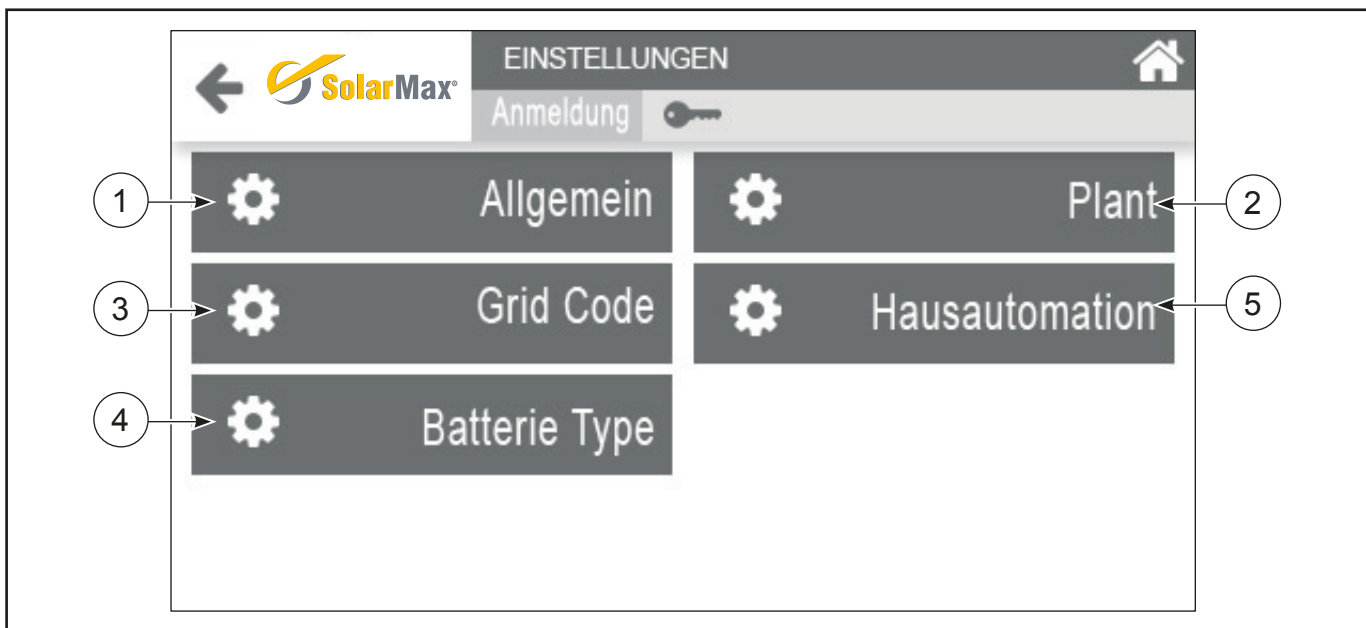 SolarMax®
EINSTELLUNGEN
Anmeldung
1
Allgemein
Plant
2
3
Grid Code
Hausautomation
5
4
Batterie Type